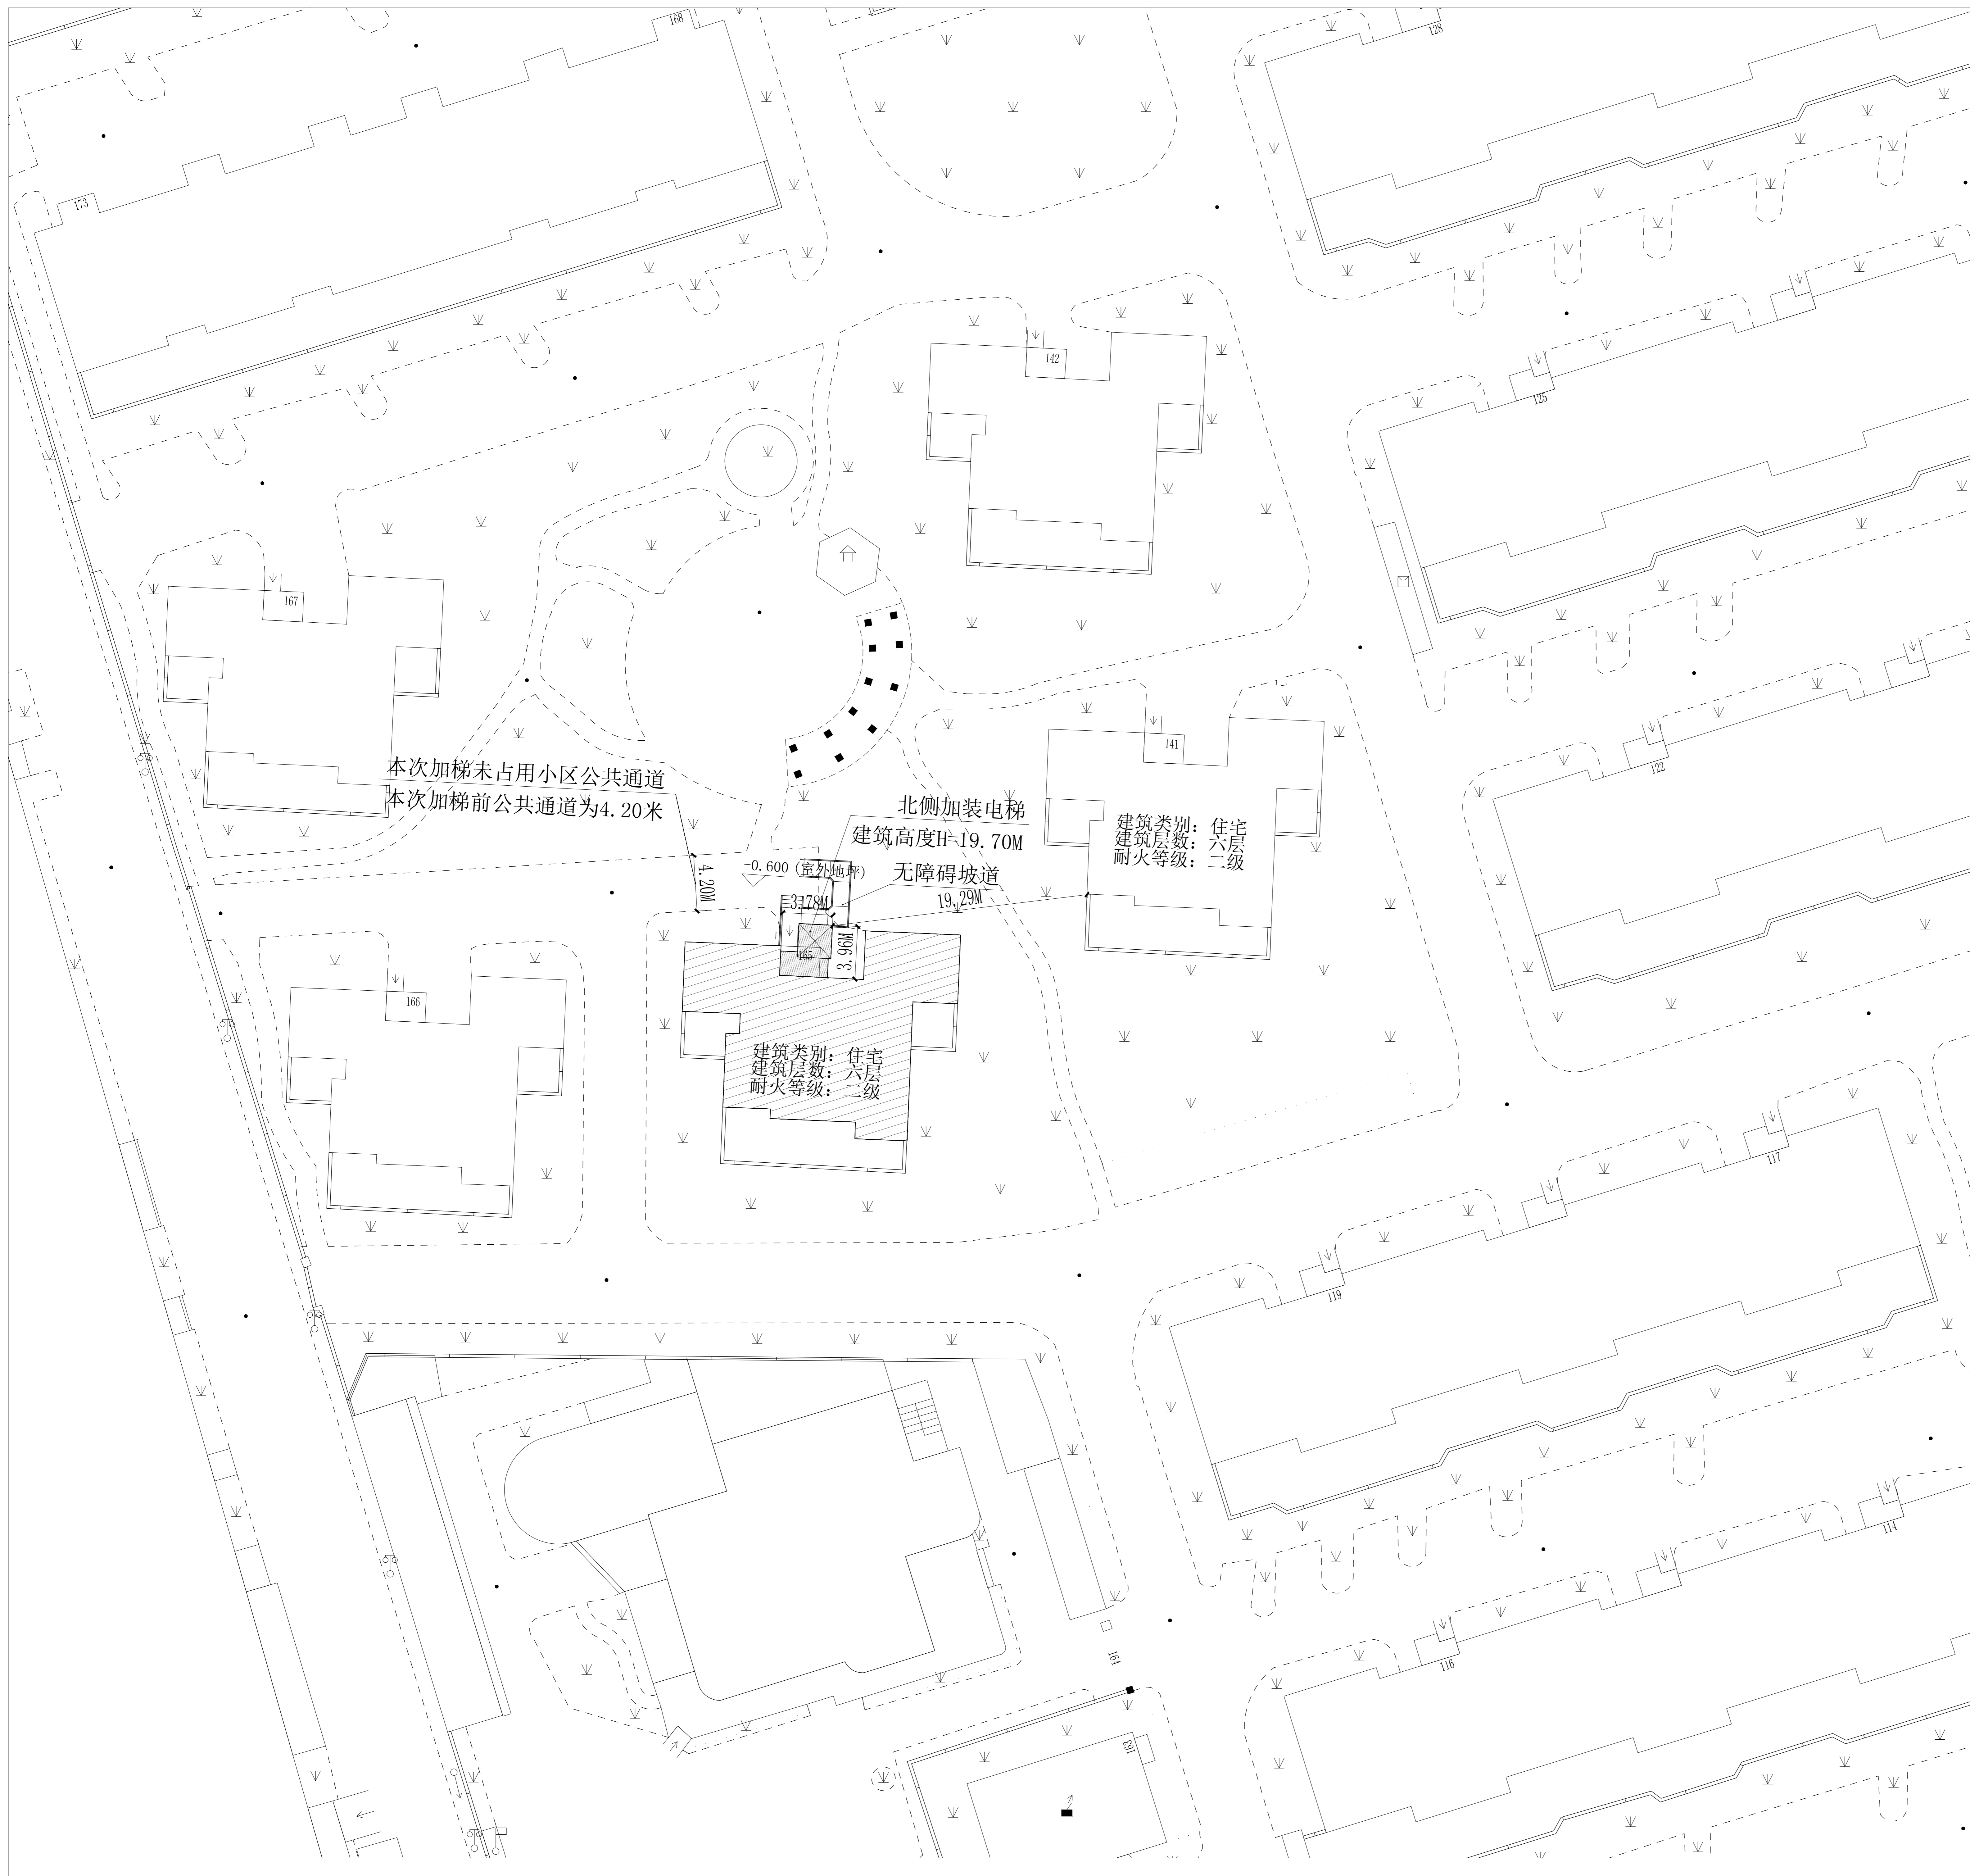 168
128
173
142
125
167
141
122
本次加梯未占用小区公共通道
本次加梯前公共通道为4.20米
北侧加装电梯
建筑高度H=19.70M
建筑类别：住宅
建筑层数：六层
耐火等级：二级
-0.600 (室外地坪)
无障碍坡道
4.20M
3.178M
19.29M
3.96M
165
166
建筑类别：住宅
建筑层数：六层
耐火等级：二级
117
119
114
116
164
163